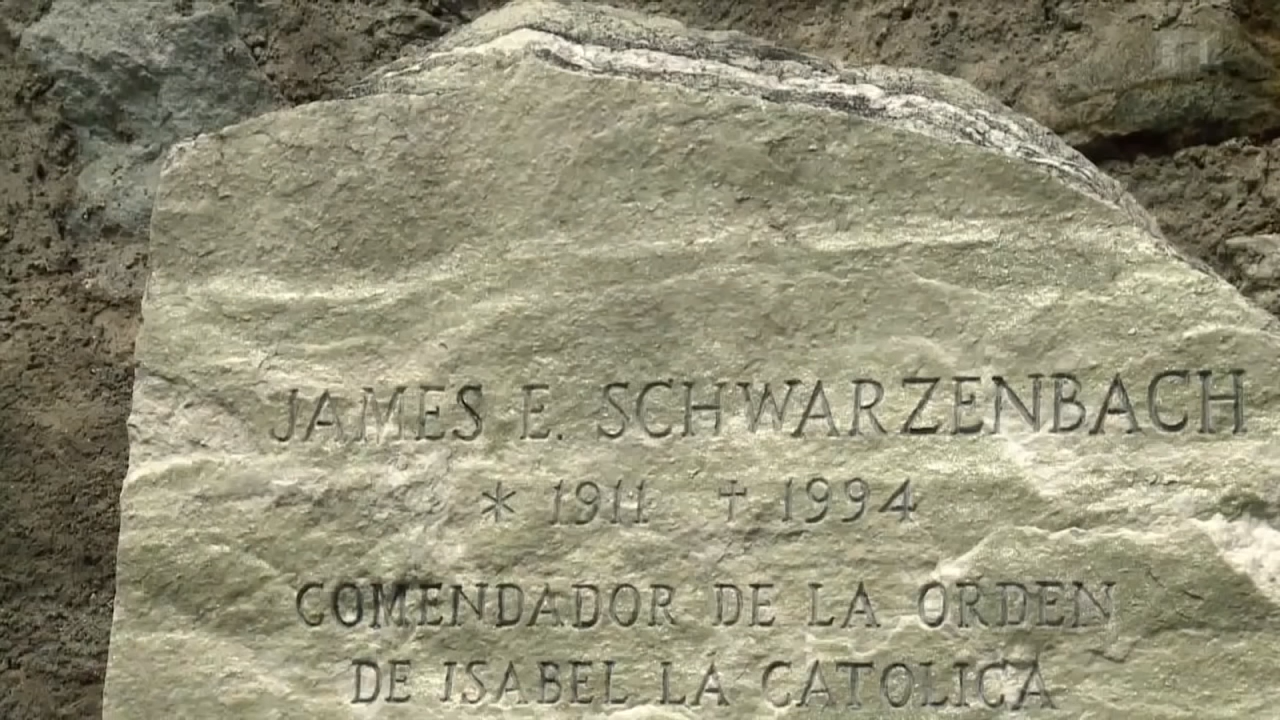 JAMES E. SCHWARZENBACH
* 1911 † 1994
COMENDADOR DE LA ORDEN
DE ISABEL LA CATOLICA